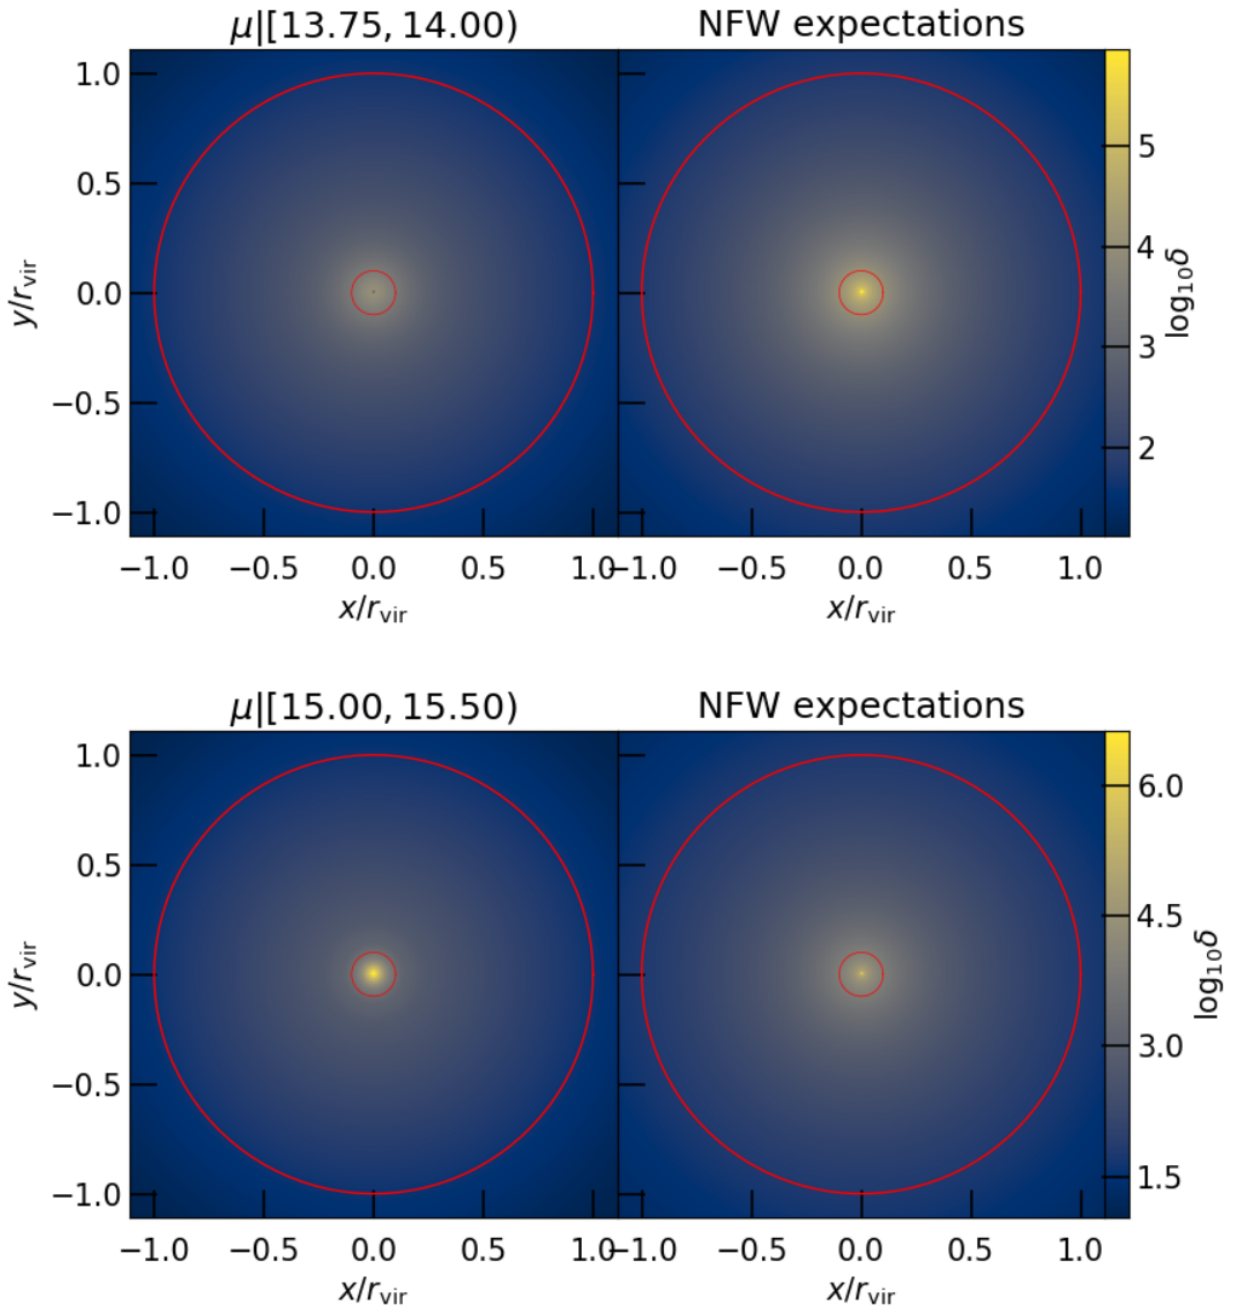 μ|[13.75, 14.00)
NFW expectations
1.0
0.5
0.0
−0.5
−1.0
y/r_vir
−1.0 −0.5 0.0 0.5 1.0
x/r_vir
−1.0 −0.5 0.0 0.5 1.0
x/r_vir
5
4
3
2
log₁₀δ
μ|[15.00, 15.50)
NFW expectations
1.0
0.5
0.0
−0.5
−1.0
y/r_vir
−1.0 −0.5 0.0 0.5 1.0
x/r_vir
−1.0 −0.5 0.0 0.5 1.0
x/r_vir
6.0
4.5
3.0
1.5
log₁₀δ